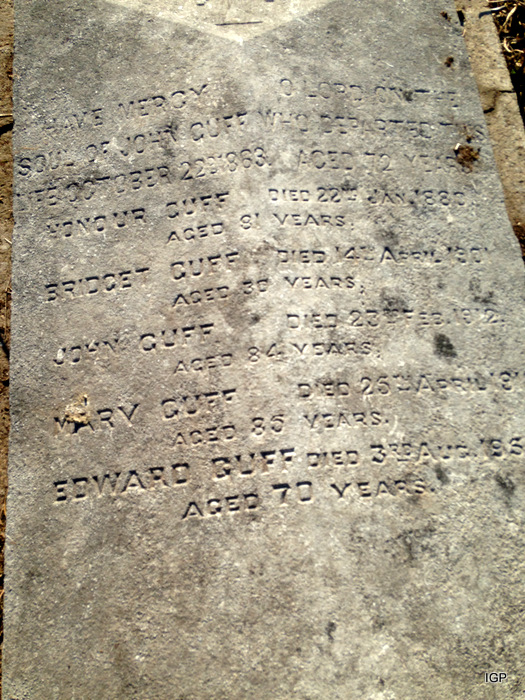 HAVE MERCY O LORD ON THE
SOUL OF JOHN CUFF WHO DEPARTED THIS
LIFE OCTOBER 22ND 1863. AGED 72 YEARS
HONOUR CUFF DIED 22ND JAN. 1880.
AGED 81 YEARS.
BRIDGET CUFF DIED 14TH APRIL
AGED YEARS.
JOHN CUFF DIED 23RD FEB. 1912.
AGED 84 YEARS.
MARY CUFF DIED 25TH APRIL
AGED 85 YEARS.
EDWARD CUFF DIED 3RD AUG.
AGED 70 YEARS.
IGP